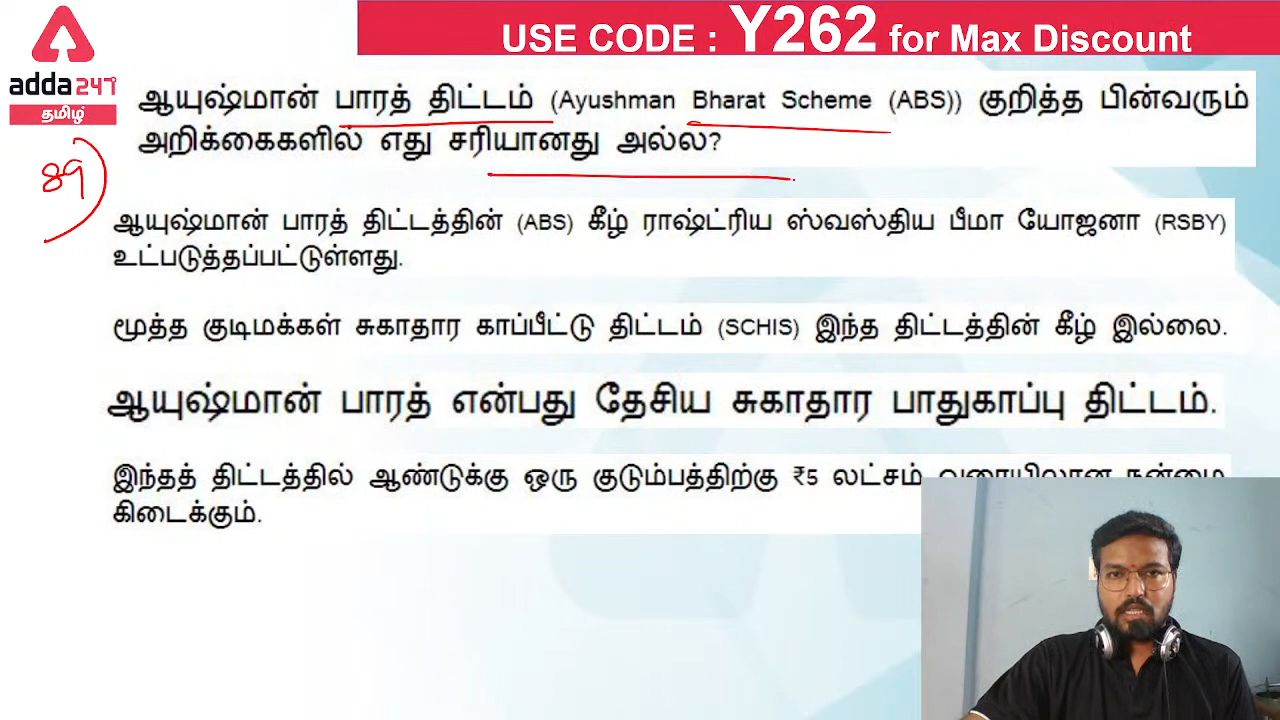 USE CODE : Y262 for Max Discount
adda247
தமிழ்
ஆயுஷ்மான் பாரத் திட்டம் (Ayushman Bharat Scheme (ABS)) குறித்த பின்வரும்
அறிக்கைகளில் எது சரியானது அல்ல?
89)
ஆயுஷ்மான் பாரத் திட்டத்தின் (ABS) கீழ் ராஷ்ட்ரிய ஸ்வஸ்திய பீமா யோஜனா (RSBY)
உட்படுத்தப்பட்டுள்ளது.
மூத்த குடிமக்கள் சுகாதார காப்பீட்டு திட்டம் (SCHIS) இந்த திட்டத்தின் கீழ் இல்லை.
ஆயுஷ்மான் பாரத் என்பது தேசிய சுகாதார பாதுகாப்பு திட்டம்.
இந்தத் திட்டத்தில் ஆண்டுக்கு ஒரு குடும்பத்திற்கு ₹5 லட்சம்
கிடைக்கும்.